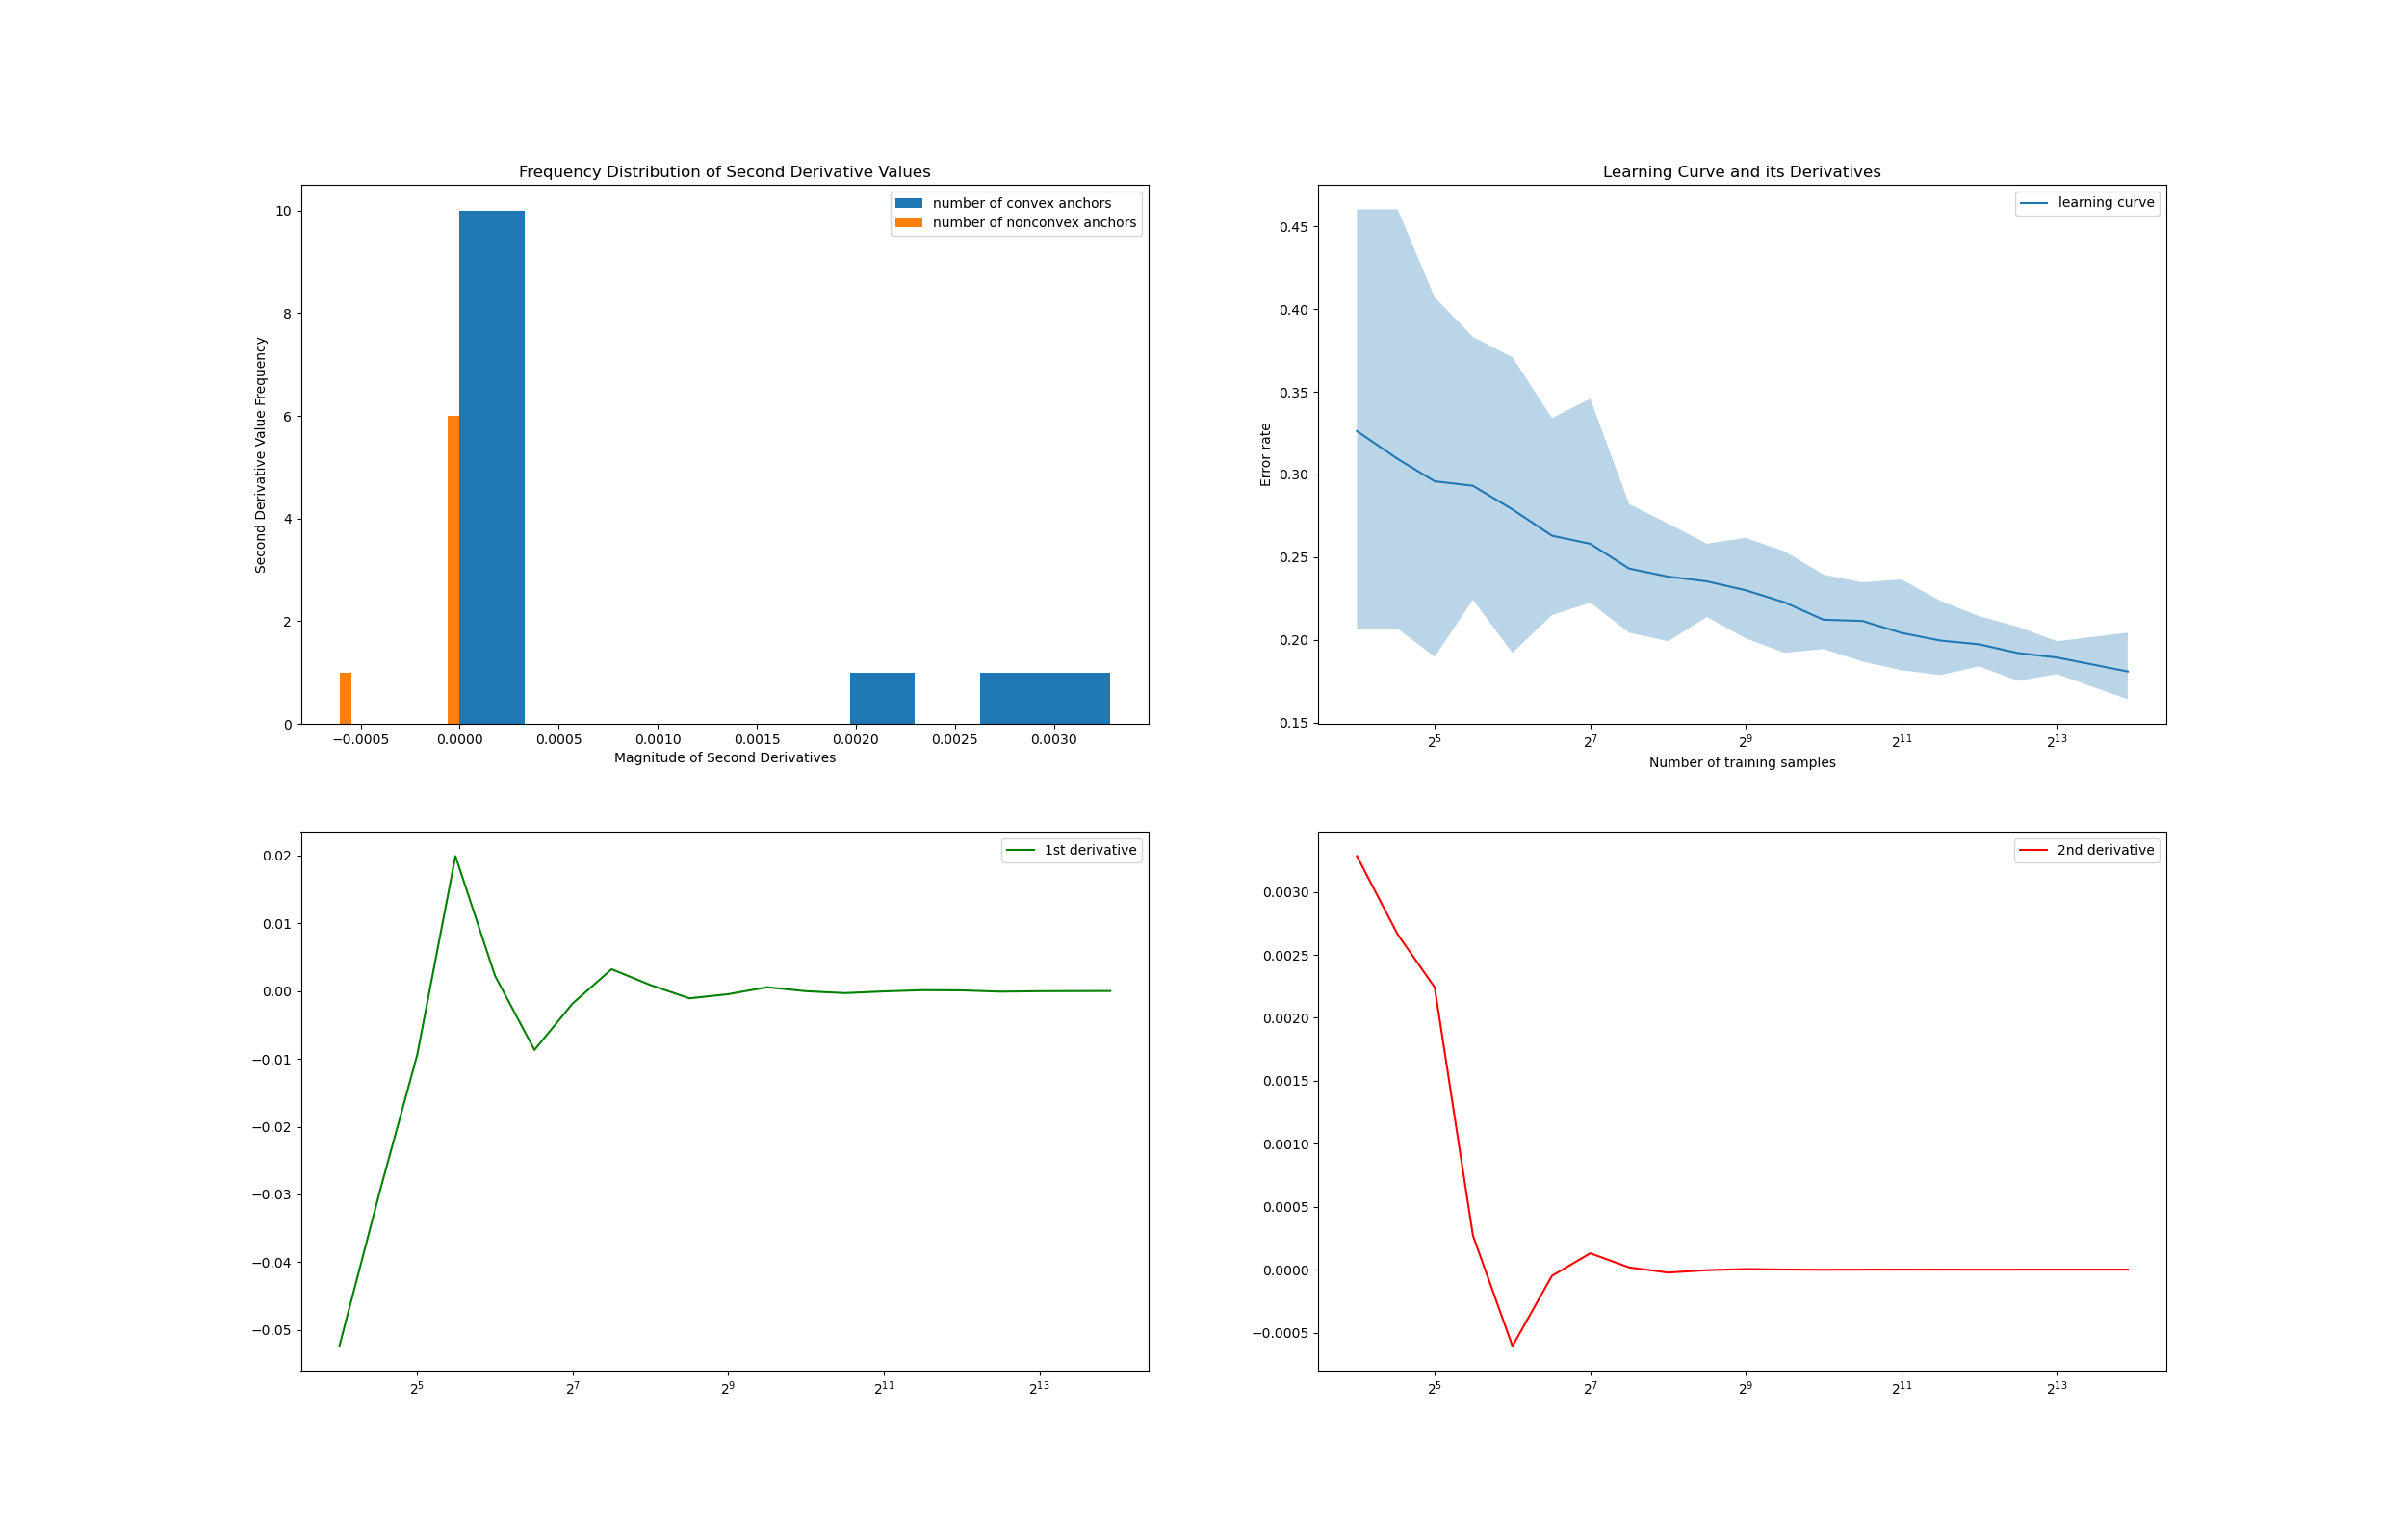 Frequency Distribution of Second Derivative Values
number of convex anchors
number of nonconvex anchors
10
8
6
4
2
0
Second Derivative Value Frequency
−0.0005 0.0000 0.0005 0.0010 0.0015 0.0020 0.0025 0.0030
Magnitude of Second Derivatives
Learning Curve and its Derivatives
learning curve
0.45
0.40
0.35
0.30
0.25
0.20
0.15
Error rate
2^5 2^7 2^9 2^11 2^13
Number of training samples
1st derivative
0.02
0.01
0.00
−0.01
−0.02
−0.03
−0.04
−0.05
2^5 2^7 2^9 2^11 2^13
2nd derivative
0.0030
0.0025
0.0020
0.0015
0.0010
0.0005
0.0000
−0.0005
2^5 2^7 2^9 2^11 2^13